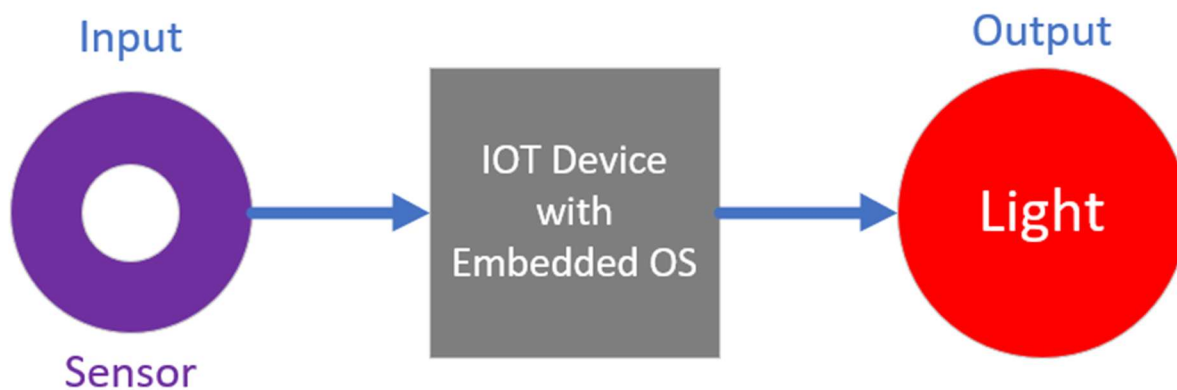 Input
Output
IOT Device
with
Embedded OS
Light
Sensor